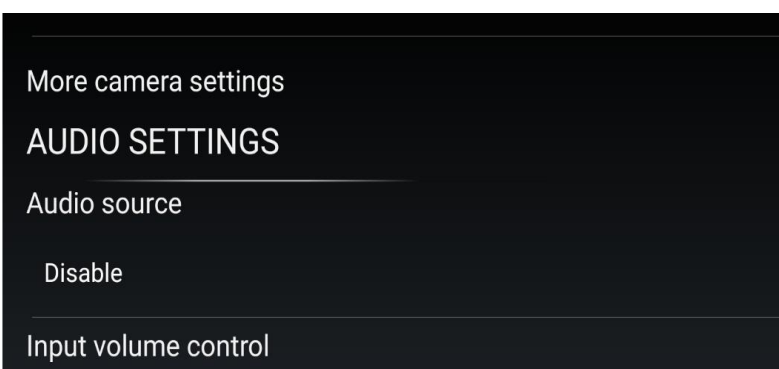 More camera settings
AUDIO SETTINGS
Audio source
Disable
Input volume control